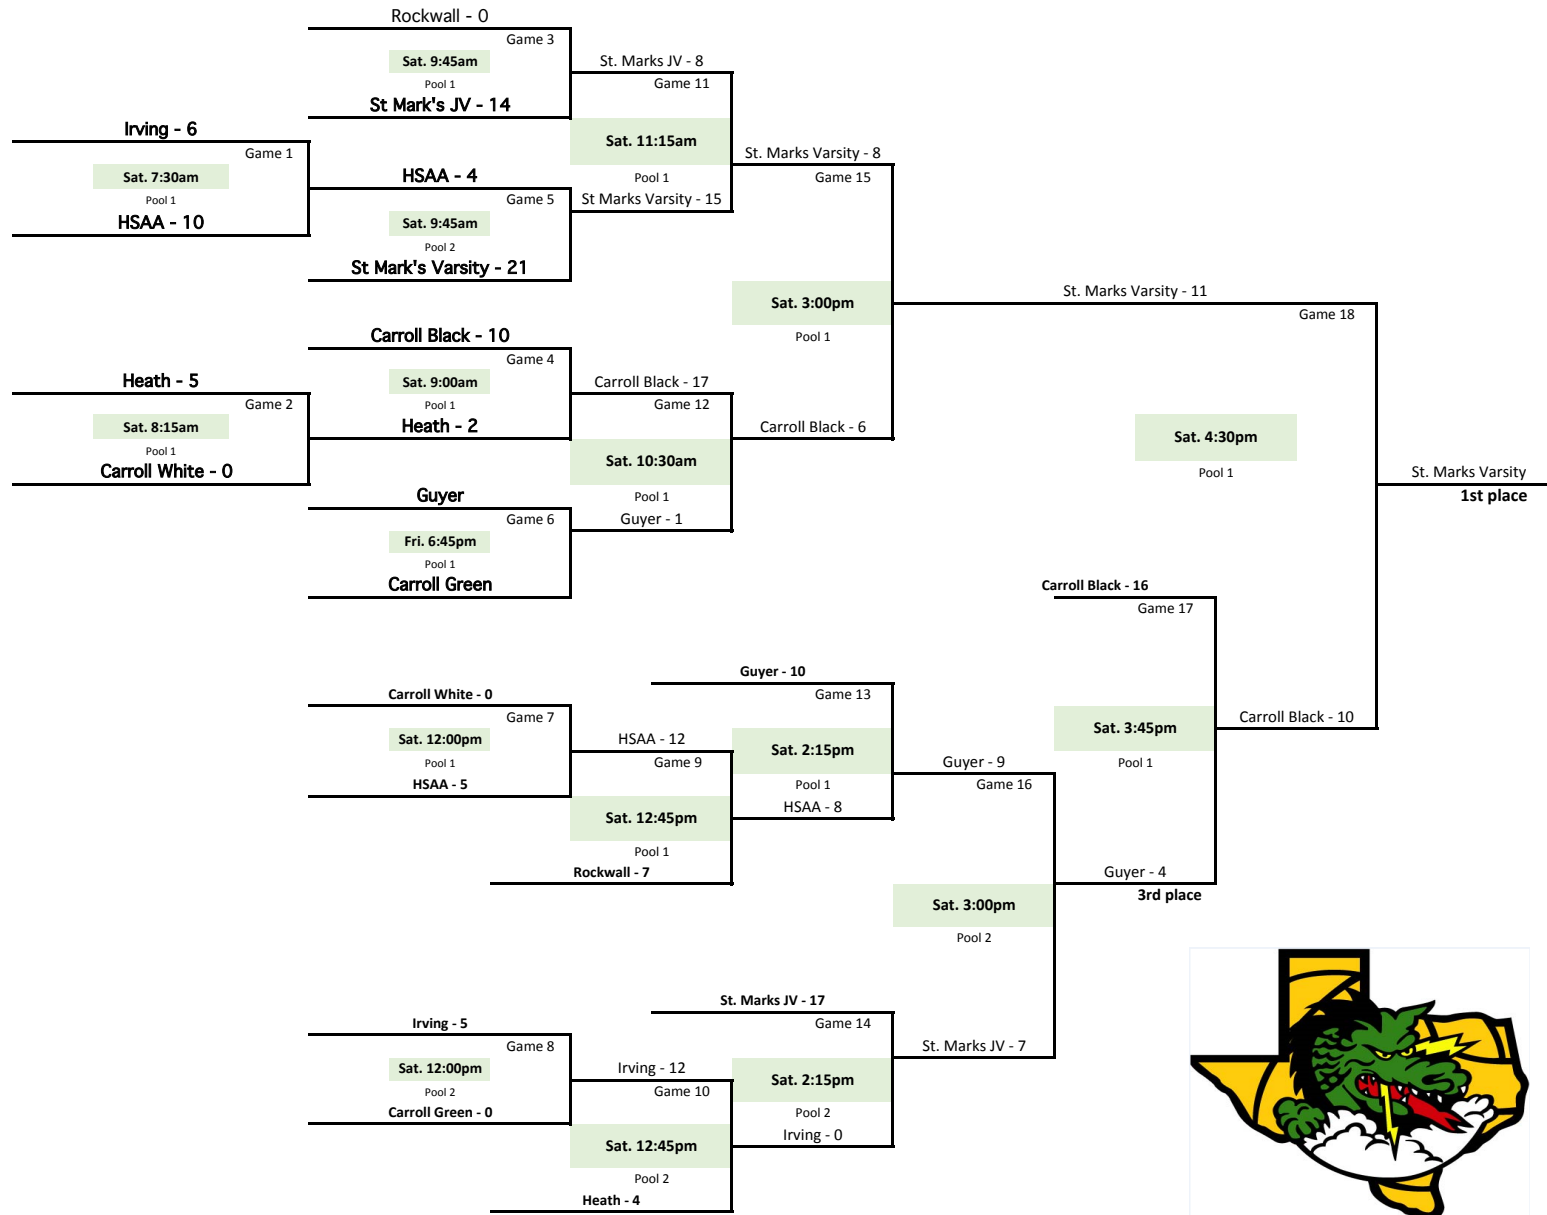 Rockwall - 0
Game 3
Sat. 9:45am
Pool 1
St Mark's JV - 14
St. Marks JV - 8
Game 11
Sat. 11:15am
Pool 1
St Marks Varsity - 15
Irving - 6
Game 1
Sat. 7:30am
Pool 1
HSAA - 10
HSAA - 4
Game 5
Sat. 9:45am
Pool 2
St Mark's Varsity - 21
St. Marks Varsity - 8
Game 15
Sat. 3:00pm
Pool 1
St. Marks Varsity - 11
Game 18
Carroll Black - 10
Game 4
Sat. 9:00am
Pool 1
Heath - 2
Heath - 5
Game 2
Sat. 8:15am
Pool 1
Carroll White - 0
Carroll Black - 17
Game 12
Sat. 10:30am
Pool 1
Guyer - 1
Carroll Black - 6
Sat. 4:30pm
Pool 1
St. Marks Varsity
1st place
Guyer
Game 6
Fri. 6:45pm
Pool 1
Carroll Green
Carroll Black - 16
Game 17
Sat. 3:45pm
Pool 1
Carroll Black - 10
Guyer - 10
Game 13
Sat. 2:15pm
Pool 1
HSAA - 8
Carroll White - 0
Game 7
Sat. 12:00pm
Pool 1
HSAA - 5
HSAA - 12
Game 9
Sat. 12:45pm
Pool 1
Rockwall - 7
Guyer - 9
Game 16
Sat. 3:00pm
Pool 2
Guyer - 4
3rd place
St. Marks JV - 17
Game 14
Sat. 2:15pm
Pool 2
Irving - 0
St. Marks JV - 7
Irving - 5
Game 8
Sat. 12:00pm
Pool 2
Carroll Green - 0
Irving - 12
Game 10
Sat. 12:45pm
Pool 2
Heath - 4